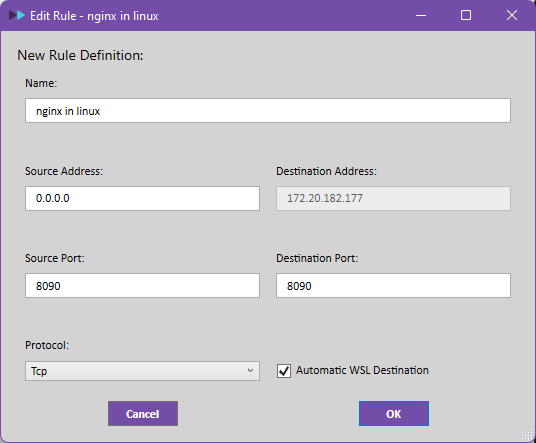 Edit Rule - nginx in linux
New Rule Definition:
Name:
nginx in linux
Source Address:
Destination Address:
0.0.0.0
172.20.182.177
Source Port:
Destination Port:
8090
8090
Protocol:
Tcp
Automatic WSL Destination
Cancel
OK